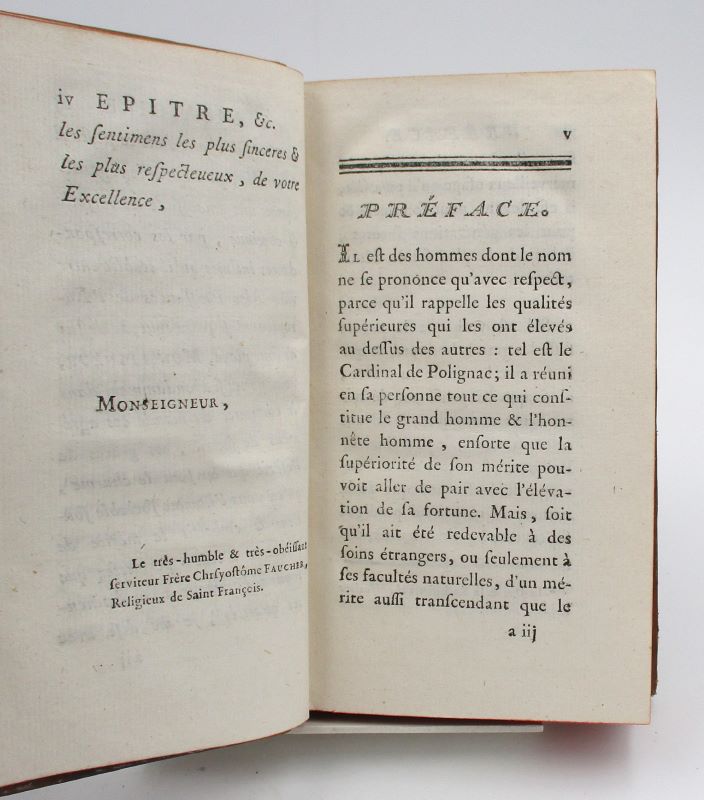 iv EPITRE, &c.
les ſentimens les plus ſinceres &
les plus reſpectueux, de votre
Excellence,
MONSEIGNEUR,
Le très-humble & très-obéiſſant
ſerviteur Frère Chrſyoſtôme FAUCHER,
Religieux de Saint François.
v
PRÉFACE.
IL eſt des hommes dont le nom
ne ſe prononce qu'avec reſpect,
parce qu'il rappelle les qualités
ſupérieures qui les ont élevés
au deſſus des autres : tel eſt le
Cardinal de Polignac; il a réuni
en ſa perſonne tout ce qui conſ-
titue le grand homme & l'hon-
nête homme, enſorte que la
ſupériorité de ſon mérite pou-
voit aller de pair avec l'éléva-
tion de ſa fortune. Mais, ſoit
qu'il ait été redevable à des
ſoins étrangers, ou ſeulement à
ſes facultés naturelles, d'un mé-
rite auſſi tranſcendant que le
a iij